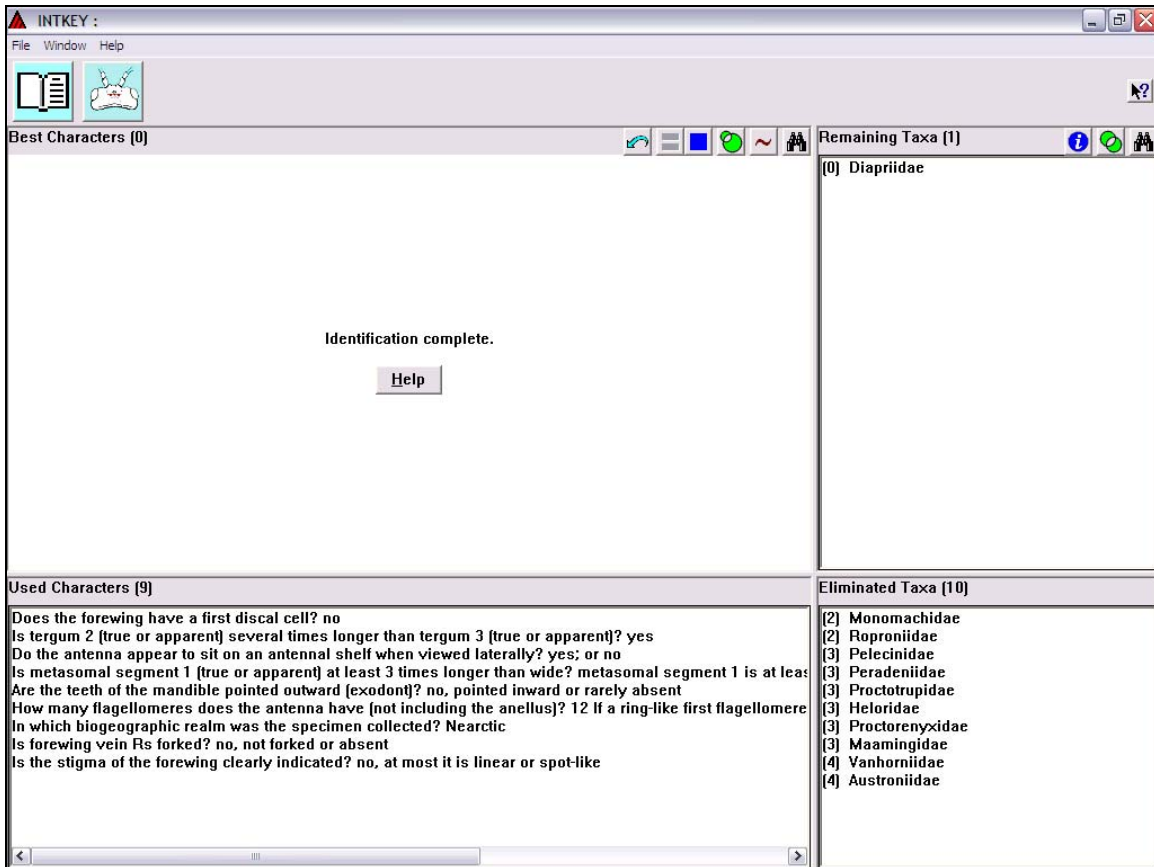 INTKEY :
File Window Help
Best Characters (0)
Remaining Taxa (1)
(0) Diapriidae
Identification complete.
Help
Used Characters (9)
Does the forewing have a first discal cell? no
Is tergum 2 (true or apparent) several times longer than tergum 3 (true or apparent)? yes
Do the antenna appear to sit on an antennal shelf when viewed laterally? yes; or no
Is metasomal segment 1 (true or apparent) at least 3 times longer than wide? metasomal segment 1 is at leas
Are the teeth of the mandible pointed outward (exodont)? no, pointed inward or rarely absent
How many flagellomeres does the antenna have (not including the anellus)? 12 If a ring-like first flagellomere
In which biogeographic realm was the specimen collected? Nearctic
Is forewing vein Rs forked? no, not forked or absent
Is the stigma of the forewing clearly indicated? no, at most it is linear or spot-like
Eliminated Taxa (10)
(2) Monomachidae
(2) Roproniidae
(3) Pelecinidae
(3) Peradeniidae
(3) Proctotrupidae
(3) Heloridae
(3) Proctorenyxidae
(3) Maamingidae
(4) Vanhorniidae
(4) Austroniidae